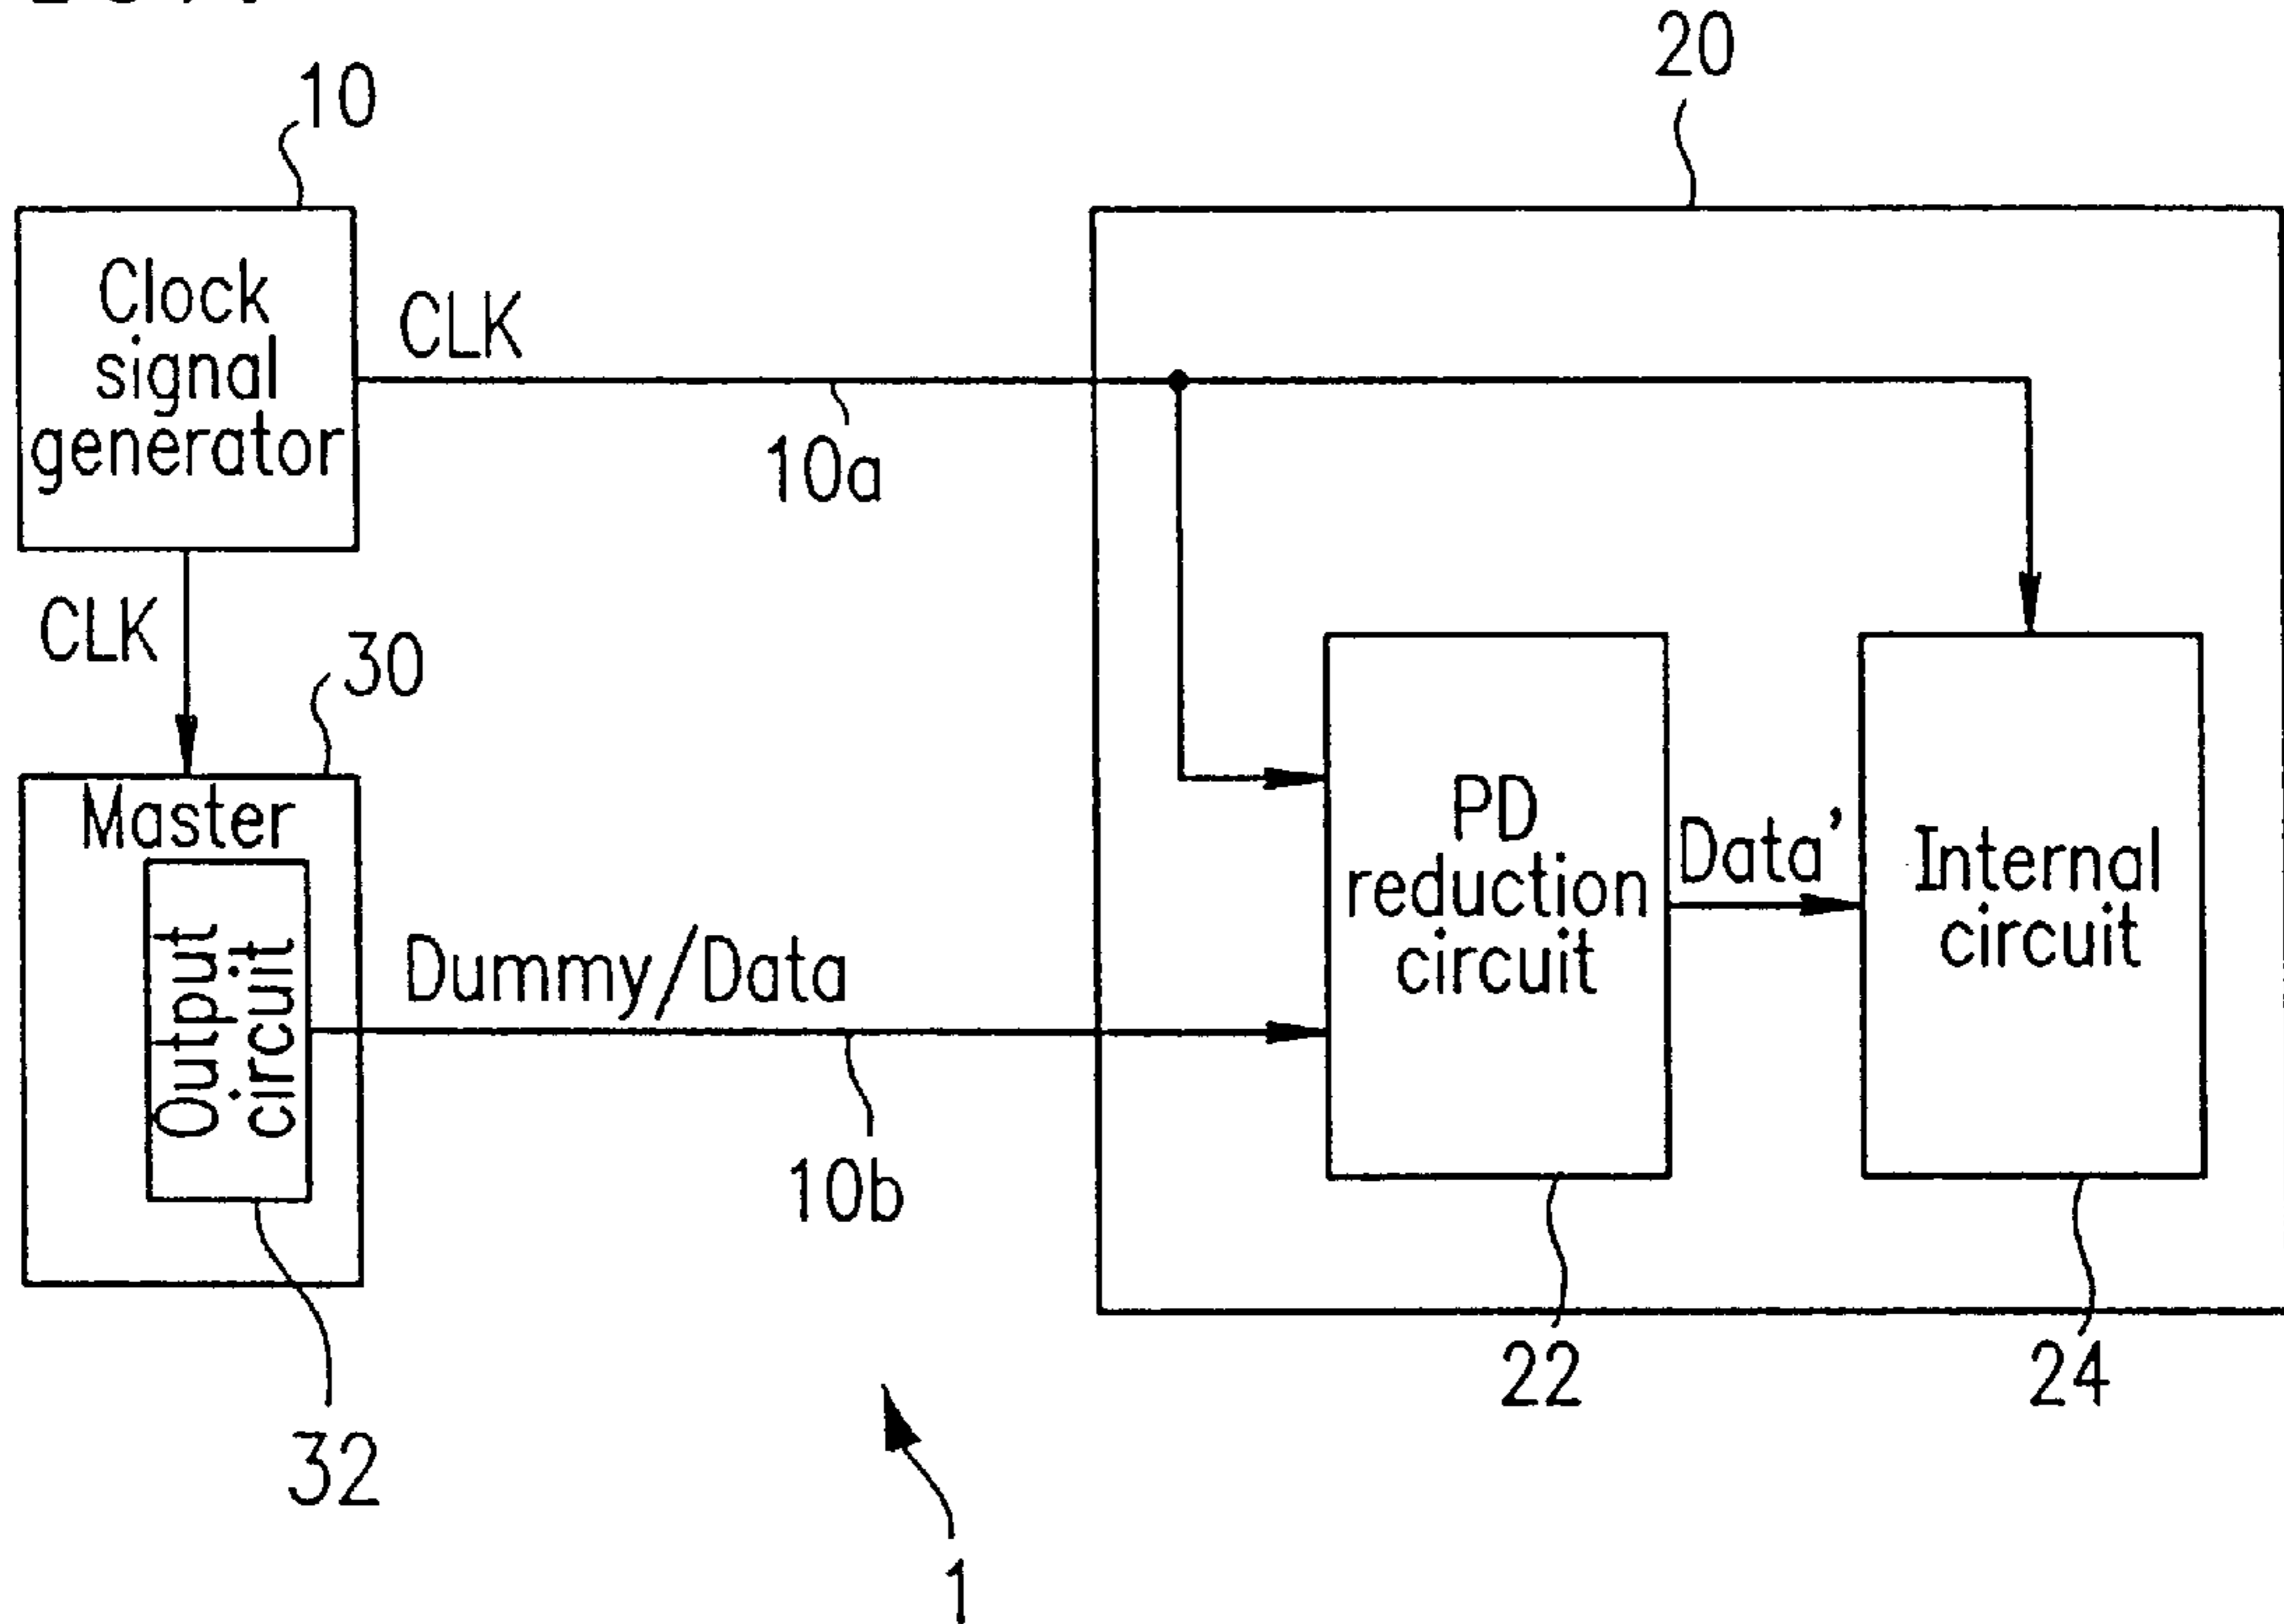 20
10
Clock
signal
generator
CLK
10a
CLK
30
Master
Output
circuit
32
Dummy/Data
10b
PD
reduction
circuit
Data'
Internal
circuit
22
24
1